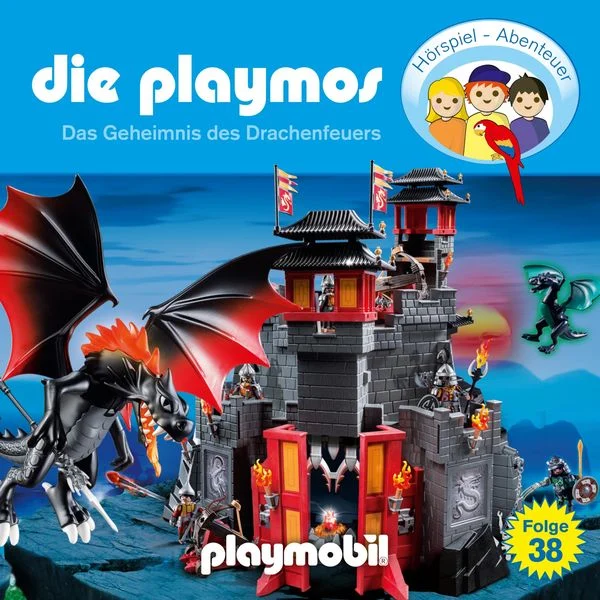 die playmos
Das Geheimnis des Drachenfeuers
Hörspiel - Abenteuer
playmobil®
Folge
38